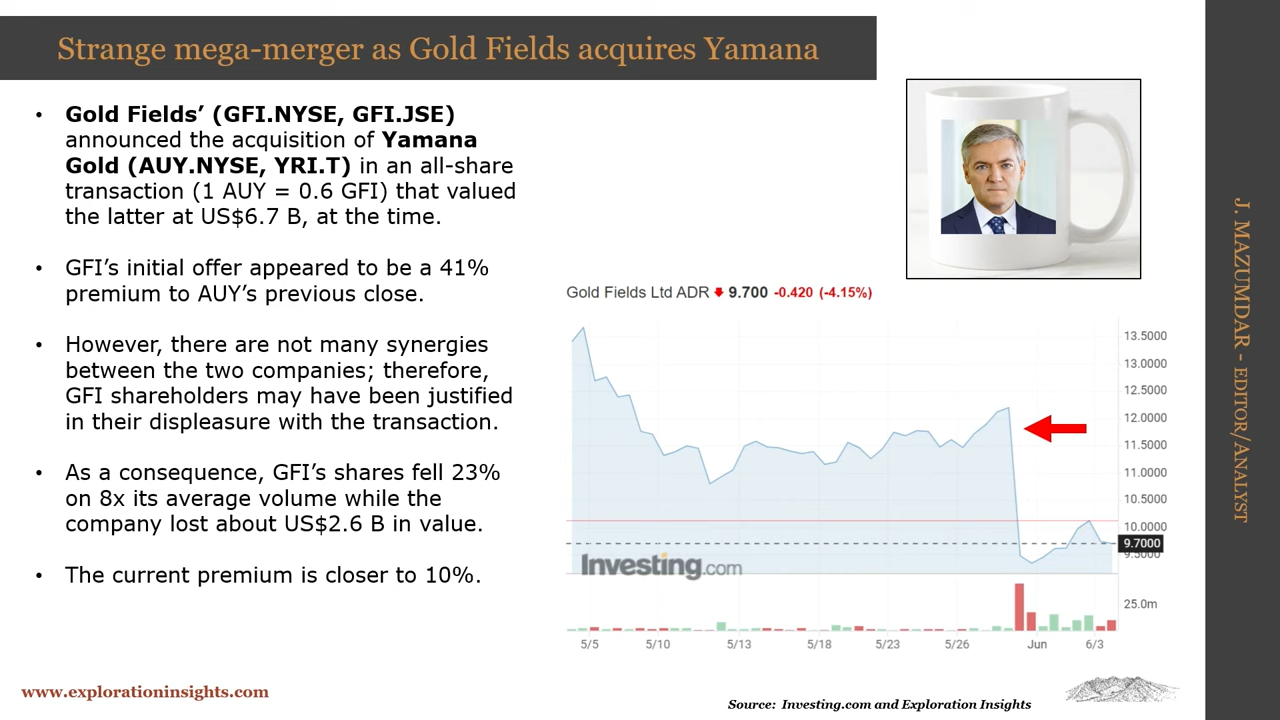 Strange mega-merger as Gold Fields acquires Yamana
• Gold Fields’ (GFI.NYSE, GFI.JSE)
announced the acquisition of Yamana
Gold (AUY.NYSE, YRI.T) in an all-share
transaction (1 AUY = 0.6 GFI) that valued
the latter at US$6.7 B, at the time.
• GFI’s initial offer appeared to be a 41%
premium to AUY’s previous close.
• However, there are not many synergies
between the two companies; therefore,
GFI shareholders may have been justified
in their displeasure with the transaction.
• As a consequence, GFI’s shares fell 23%
on 8x its average volume while the
company lost about US$2.6 B in value.
• The current premium is closer to 10%.
Gold Fields Ltd ADR 9.700 -0.420 (-4.15%)
13.5000
13.0000
12.5000
12.0000
11.5000
11.0000
10.5000
10.0000
9.7000
9.5000
25.0m
Investing.com
5/5 5/10 5/13 5/18 5/23 5/26 Jun 6/3
J. MAZUMDAR - EDITOR/ANALYST
www.explorationinsights.com
Source: Investing.com and Exploration Insights